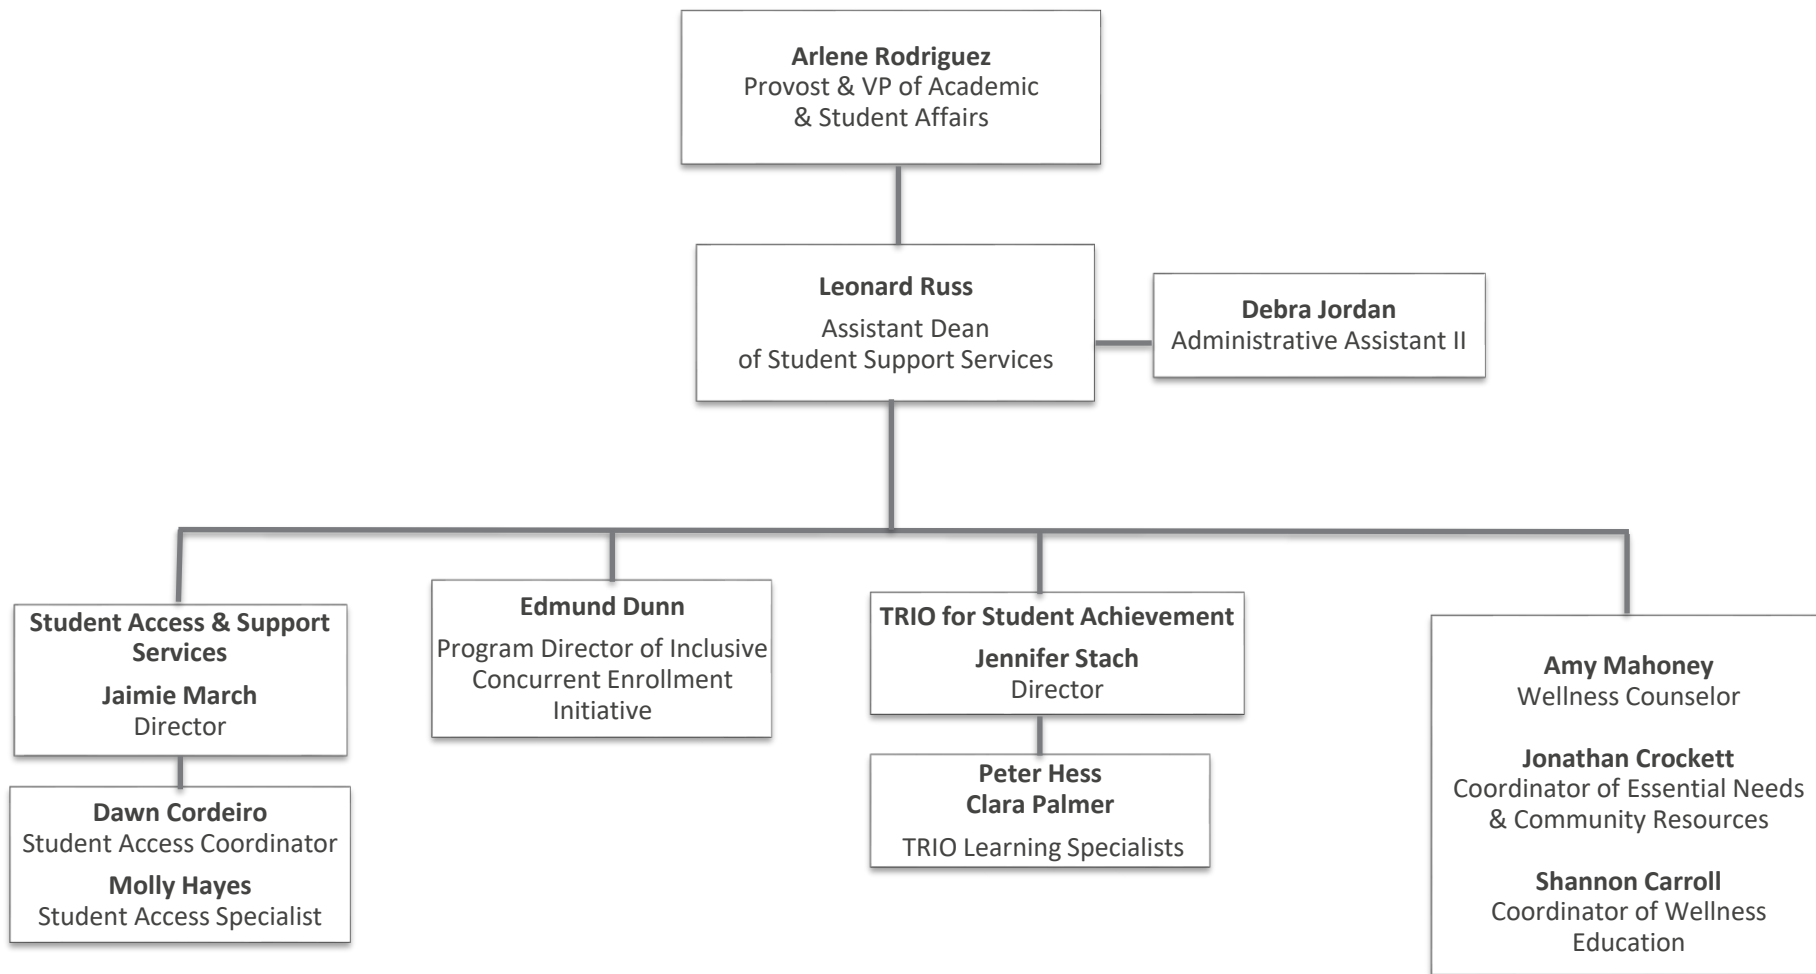 Arlene Rodriguez
Provost & VP of Academic
& Student Affairs
Leonard Russ
Assistant Dean
of Student Support Services
Debra Jordan
Administrative Assistant II
Student Access & Support
Services
Jaimie March
Director
Dawn Cordeiro
Student Access Coordinator
Molly Hayes
Student Access Specialist
Edmund Dunn
Program Director of Inclusive
Concurrent Enrollment
Initiative
TRIO for Student Achievement
Jennifer Stach
Director
Peter Hess
Clara Palmer
TRIO Learning Specialists
Amy Mahoney
Wellness Counselor
Jonathan Crockett
Coordinator of Essential Needs
& Community Resources
Shannon Carroll
Coordinator of Wellness
Education